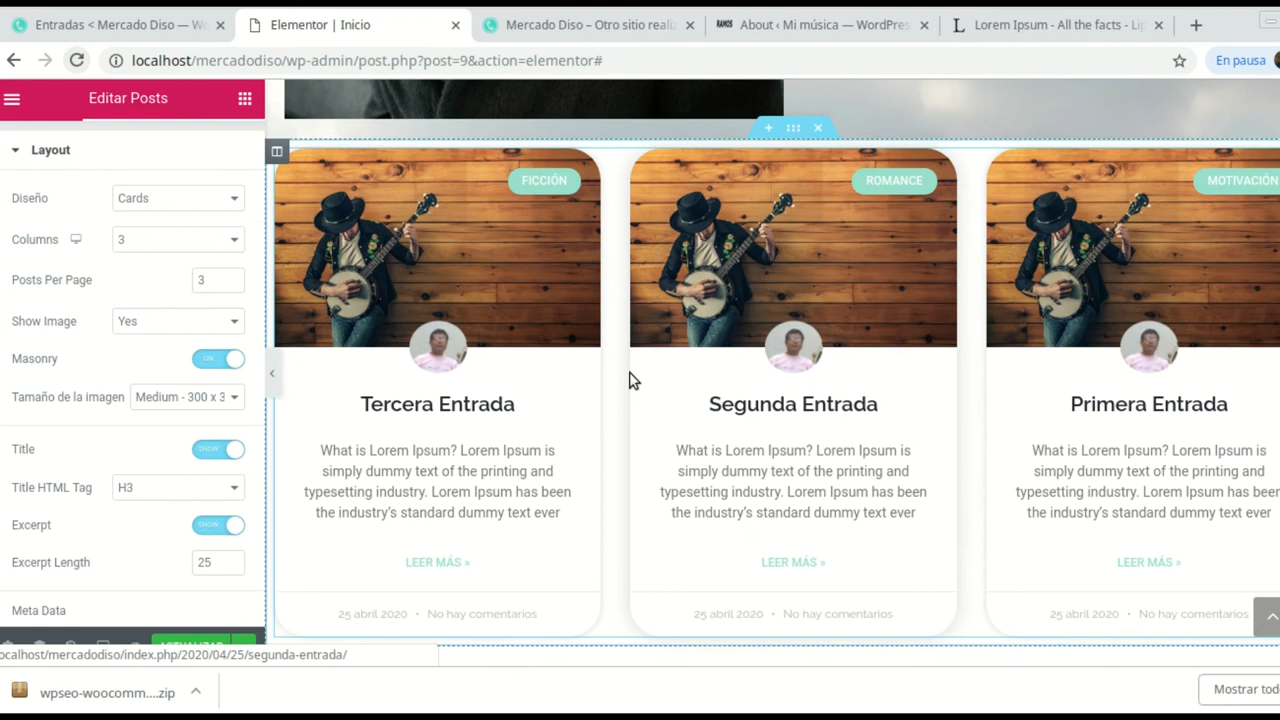 Entradas < Mercado Diso — Wo
Elementor | Inicio
Mercado Diso – Otro sitio realiz
RAMOS
About ‹ Mi música — WordPres
Lorem Ipsum - All the facts - Lip
localhost/mercadodiso/wp-admin/post.php?post=9&action=elementor#
En pausa
Editar Posts
Layout
Diseño
Cards
Columns
3
Posts Per Page
3
Show Image
Yes
Masonry
ON
Tamaño de la imagen
Medium - 300 x 3
Title
SHOW
Title HTML Tag
H3
Excerpt
SHOW
Excerpt Length
25
Meta Data
ACTUALIZAR
FICCIÓN
Tercera Entrada
What is Lorem Ipsum? Lorem Ipsum is
simply dummy text of the printing and
typesetting industry. Lorem Ipsum has been
the industry's standard dummy text ever
LEER MÁS »
25 abril 2020 • No hay comentarios
ROMANCE
Segunda Entrada
What is Lorem Ipsum? Lorem Ipsum is
simply dummy text of the printing and
typesetting industry. Lorem Ipsum has been
the industry's standard dummy text ever
LEER MÁS »
25 abril 2020 • No hay comentarios
MOTIVACIÓN
Primera Entrada
What is Lorem Ipsum? Lorem Ipsum is
simply dummy text of the printing and
typesetting industry. Lorem Ipsum has been
the industry's standard dummy text ever
LEER MÁS »
25 abril 2020 • No hay comentarios
ocalhost/mercadodiso/index.php/2020/04/25/segunda-entrada/
wpseo-woocomm....zip
Mostrar tod